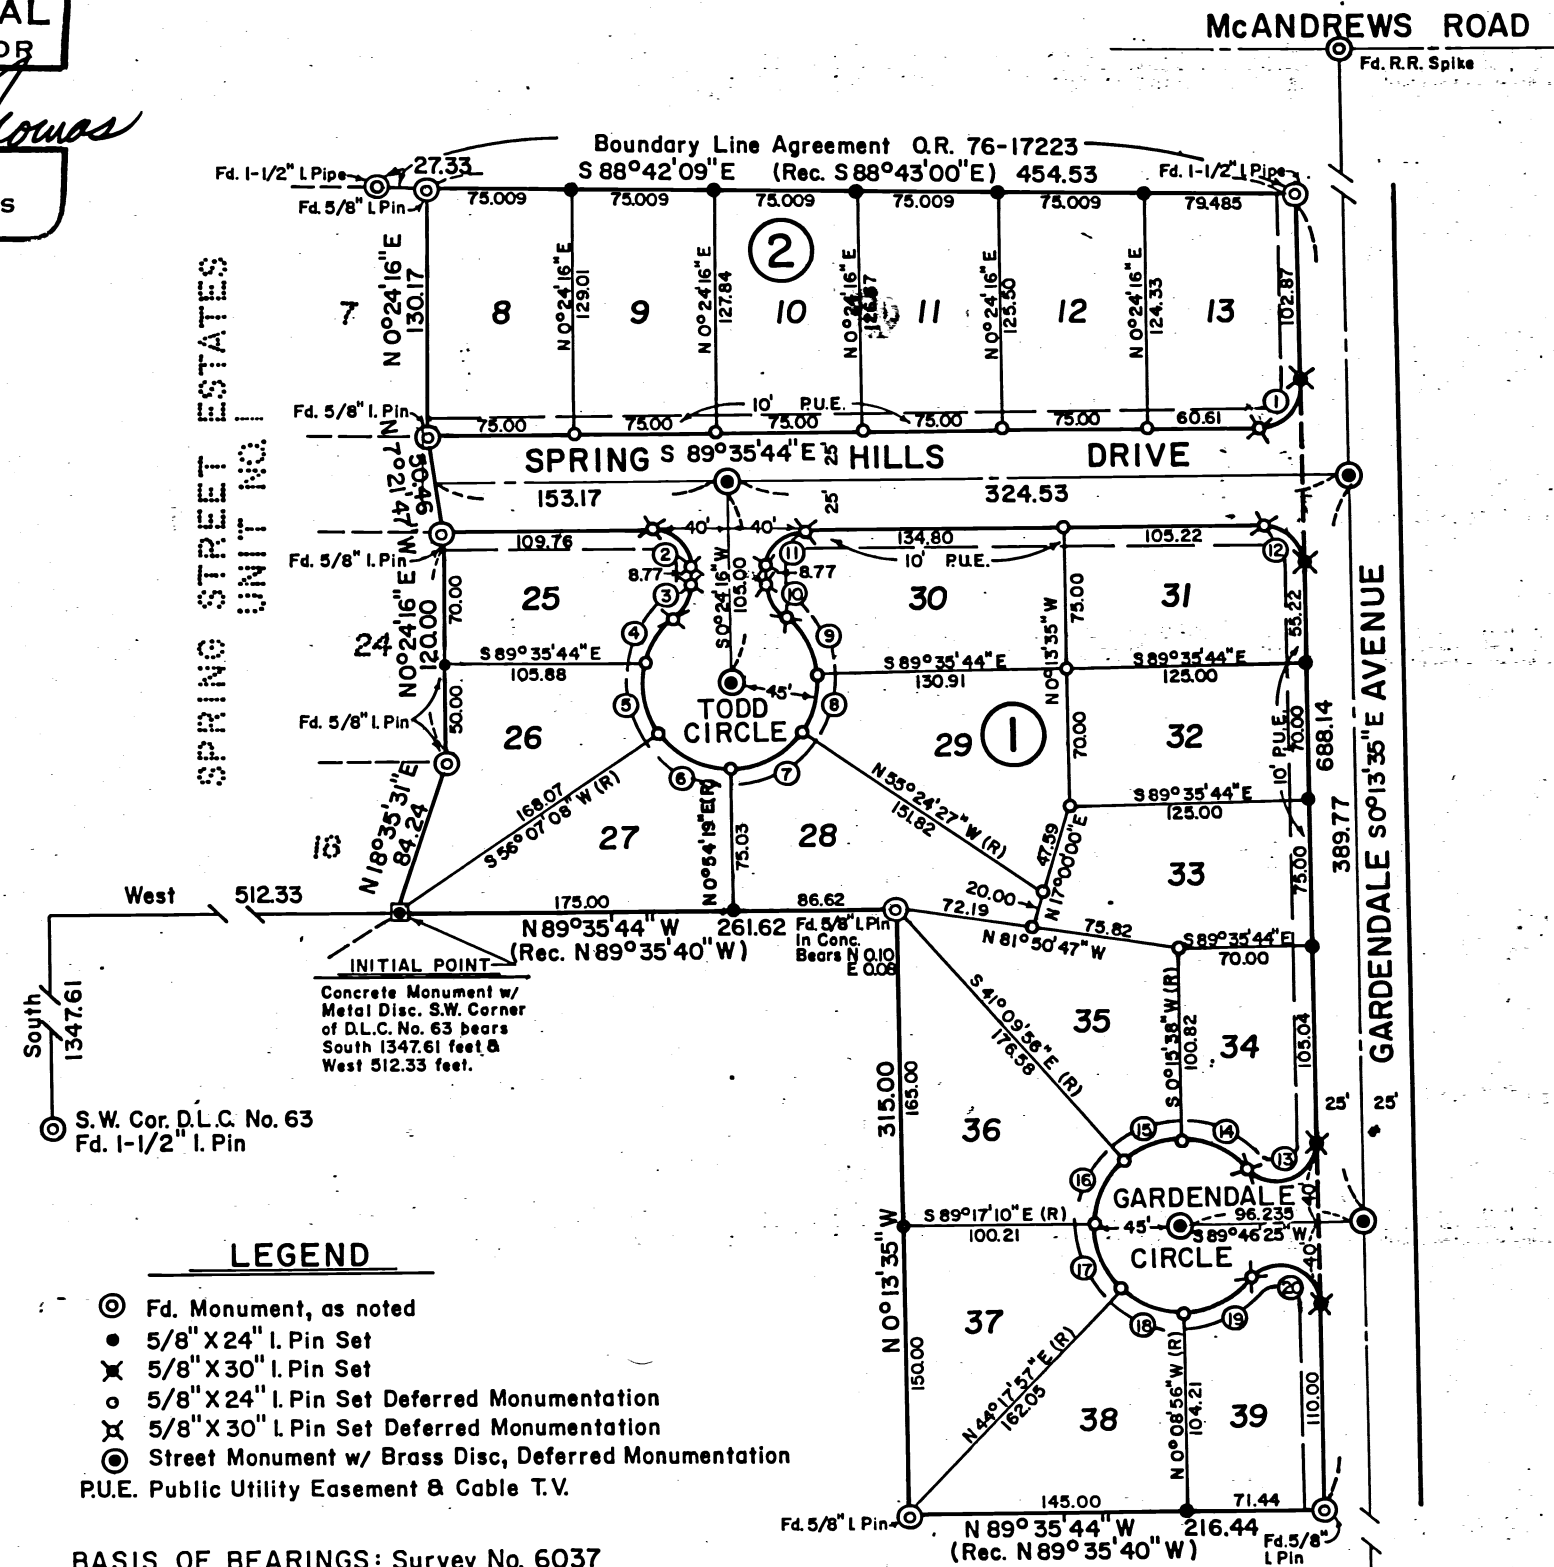 AL
OR
s
McANDREWS ROAD
Fd. R.R. Spike
Boundary Line Agreement O.R. 76-17223
Fd. 1-1/2" I. Pipe
27.33
S 88°42'09"E (Rec. S 88°43'00"E) 454.53
Fd. 1-1/2" I. Pipe
Fd. 5/8" I. Pin
75.009 75.009 75.009 75.009 75.009 79.485
2
N 0°24'16"E
130.17
N 0°24'16" E
129.01
N 0°24'16" E
127.84
N 0°24'16" E
N 0°24'16" E
125.50
N 0°24'16" E
124.33
102.87
7 8 9 10 11 12 13
SPRING STREET ESTATES
UNIT NO. 1
Fd. 5/8" I. Pin
10' P.U.E.
1
75.00 75.00 75.00 75.00 75.00 60.61
SPRING S 89°35'44"E 25' HILLS DRIVE
N 7°21'47"W
50.46
153.17
25'
324.53
40' 40'
109.76
134.80
105.22
10' P.U.E.
Fd. 5/8" I. Pin
2 11 12
8.77 8.77
3 10
4 9
N 0°24'16"E
120.00
70.00
25
S 0°24'16"W
105.00
30
N 0°13'35" W
75.00
31
55.22
24
S 89°35'44"E
105.88
S 89°35'44"E
130.91
S 89°35'44"E
125.00
45'
5 8
TODD
CIRCLE
Fd. 5/8" I. Pin
50.00
26
29
1
70.00
32
10' P.U.E.
70.00
688.14
GARDENDALE S0°13'35"E AVENUE
6 7
N 18°35'31"E
84.24
168.07
S 56°07'08"W (R)
N 55°24'27"W (R)
151.82
S 89°35'44"E
125.00
389.77
18
27
N 0°54'19"E(R)
75.03
28
47.59
N 17°00'00"E
33
75.00
West 512.33
175.00
86.62
20.00
72.19
N 89°35'44" W 261.62
(Rec. N 89°35'40" W)
Fd. 5/8" I. Pin
In Conc.
Bears N 0.10
E 0.08
N 81°50'47"W
75.82
S 89°35'44"E
70.00
INITIAL POINT
Concrete Monument w/
Metal Disc. S.W. Corner
of D.L.C. No. 63 bears
South 1347.61 feet &
West 512.33 feet.
South
1347.61
S 41°09'56"E (R)
176.58
35
S 0°15'38"W (R)
100.82
34
105.04
25' 25'
S.W. Cor. D.L.C. No. 63
Fd. 1-1/2" I. Pin
315.00
165.00
36
15 14
13
16
GARDENDALE
40'
S 89°17'10"E (R)
100.21
45'
96.235
S 89°46'25"W
CIRCLE
40'
N 0°13'35" W
17
20
18 19
37
150.00
N 44°17'57"E (R)
162.05
N 0°08'56"W (R)
104.21
38
39
110.00
LEGEND
Fd. Monument, as noted
5/8" X 24" I. Pin Set
5/8" X 30" I. Pin Set
5/8" X 24" I. Pin Set Deferred Monumentation
5/8" X 30" I. Pin Set Deferred Monumentation
Street Monument w/ Brass Disc, Deferred Monumentation
P.U.E. Public Utility Easement & Cable T.V.
145.00
71.44
Fd. 5/8" I. Pin
N 89°35'44"W 216.44
(Rec. N 89°35'40"W)
Fd. 5/8"
I. Pin
BASIS OF BEARINGS: Survey No. 6037